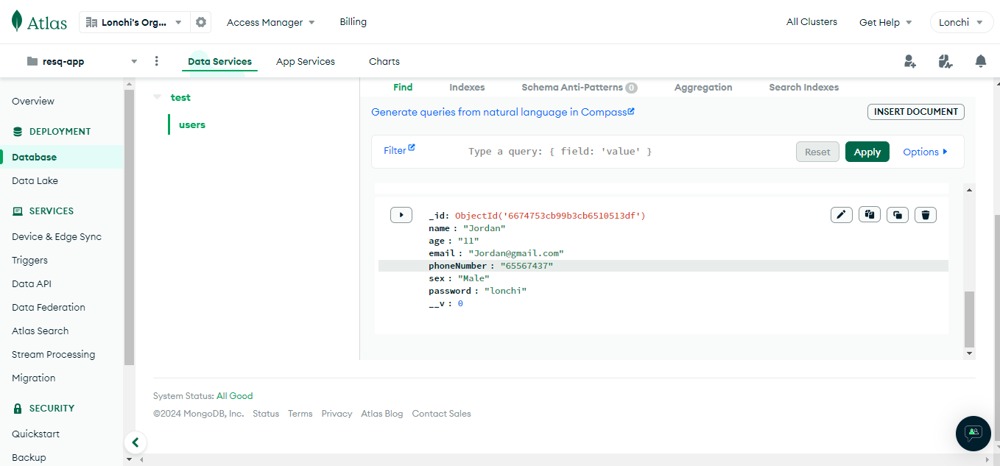 Atlas
Lonchi's Org...
Access Manager
Billing
All Clusters
Get Help
Lonchi
resq-app
Data Services
App Services
Charts
Overview
DEPLOYMENT
Database
Data Lake
SERVICES
Device & Edge Sync
Triggers
Data API
Data Federation
Atlas Search
Stream Processing
Migration
SECURITY
Quickstart
Backup
test
users
Find
Indexes
Schema Anti-Patterns 0
Aggregation
Search Indexes
Generate queries from natural language in Compass
INSERT DOCUMENT
Filter
Type a query: { field: 'value' }
Reset
Apply
Options
_id: ObjectId('6674753cb99b3cb6510513df')
name : "Jordan"
age : "11"
email : "Jordan@gmail.com"
phoneNumber : "65567437"
sex : "Male"
password : "lonchi"
__v : 0
System Status: All Good
©2024 MongoDB, Inc. Status Terms Privacy Atlas Blog Contact Sales